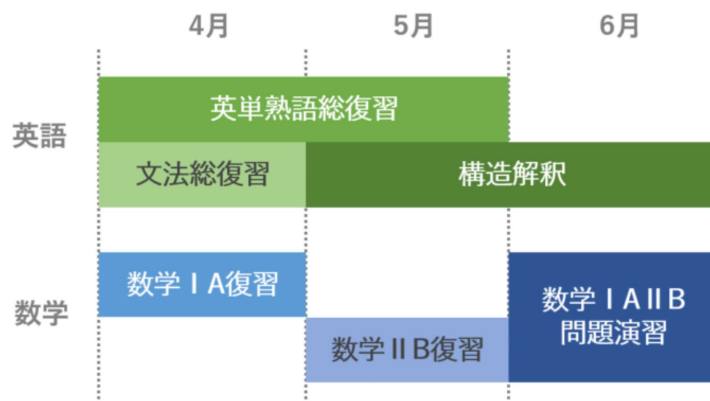 4月 5月 6月
英語
英単熟語総復習
文法総復習 構造解釈
数学
数学ⅠA復習
数学ⅡB復習
数学ⅠAⅡB
問題演習